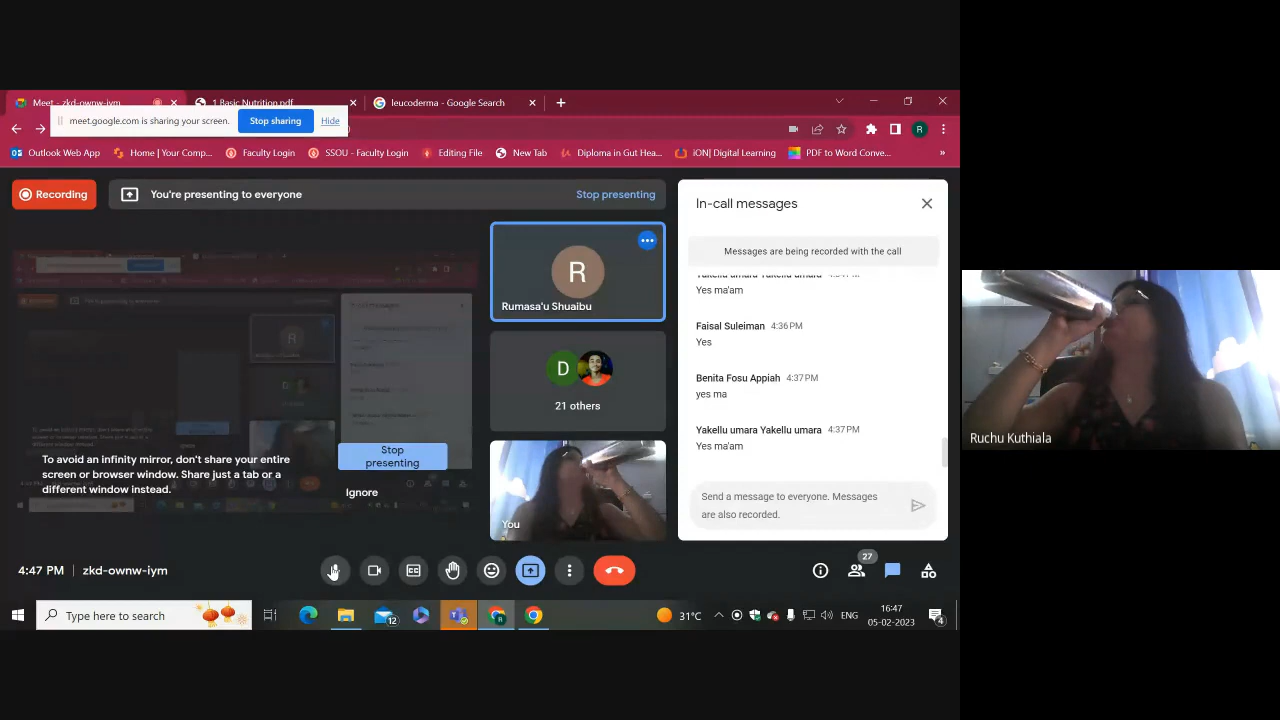 Meet - zkd-ownw-iym
1 Basic Nutrition.pdf
leucoderma - Google Search
meet.google.com is sharing your screen.
Stop sharing
Hide
R
Outlook Web App
Home | Your Comp...
Faculty Login
SSOU - Faculty Login
Editing File
New Tab
Diploma in Gut Hea...
iON| Digital Learning
PDF to Word Conve...
»
Recording
You're presenting to everyone
Stop presenting
R
Rumasa'u Shuaibu
D
21 others
You
To avoid an infinity mirror, don't share your entire
screen or browser window. Share just a tab or a
different window instead.
Stop
presenting
Ignore
In-call messages
Messages are being recorded with the call
Yakellu umara Yakellu umara
Yes ma'am
Faisal Suleiman 4:36 PM
Yes
Benita Fosu Appiah 4:37 PM
yes ma
Yakellu umara Yakellu umara 4:37 PM
Yes ma'am
Send a message to everyone. Messages
are also recorded.
4:47 PM | zkd-ownw-iym
27
Type here to search
12
31°C
ENG
16:47
05-02-2023
4
Ruchu Kuthiala